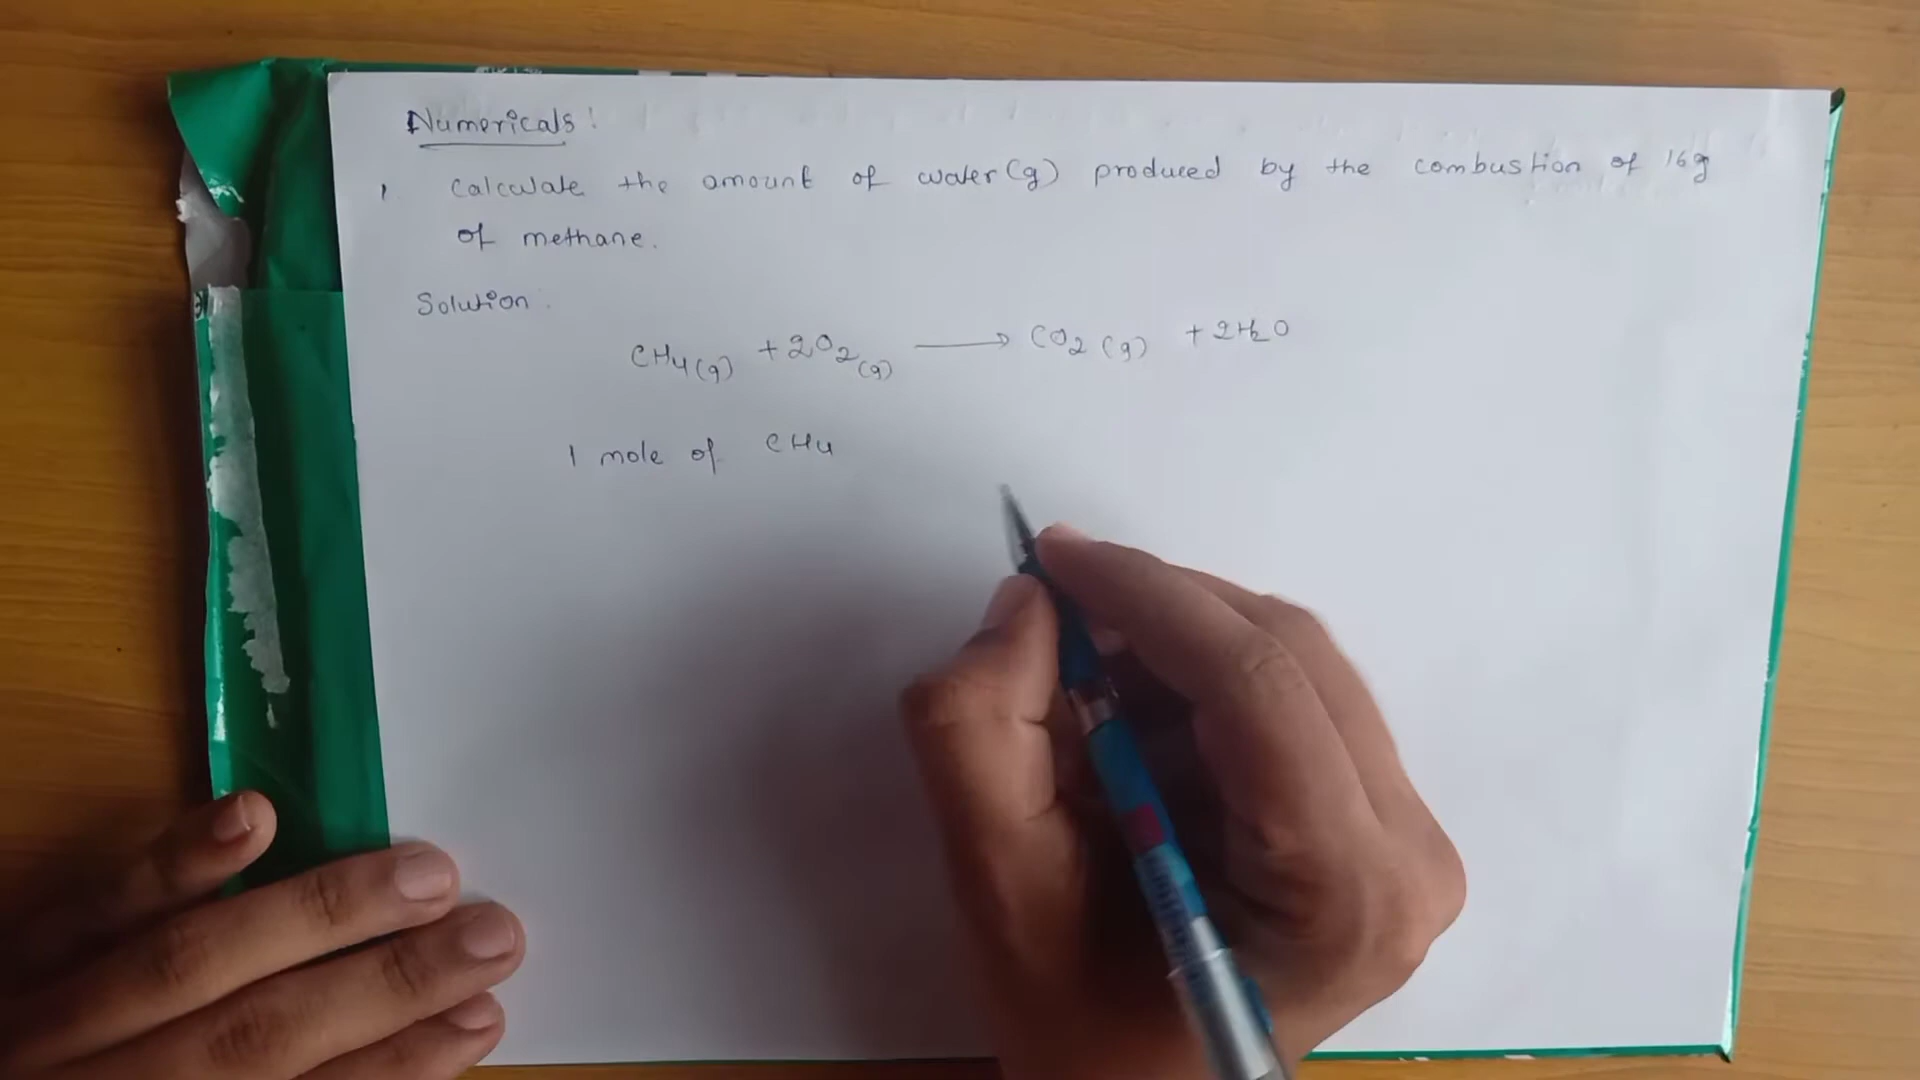 Numericals :
1. Calculate the amount of water (g) produced by the combustion of 16g
of methane.
Solution :
CH4(g) + 2O2(g) ⟶ CO2 (g) + 2H2O
1 mole of CH4